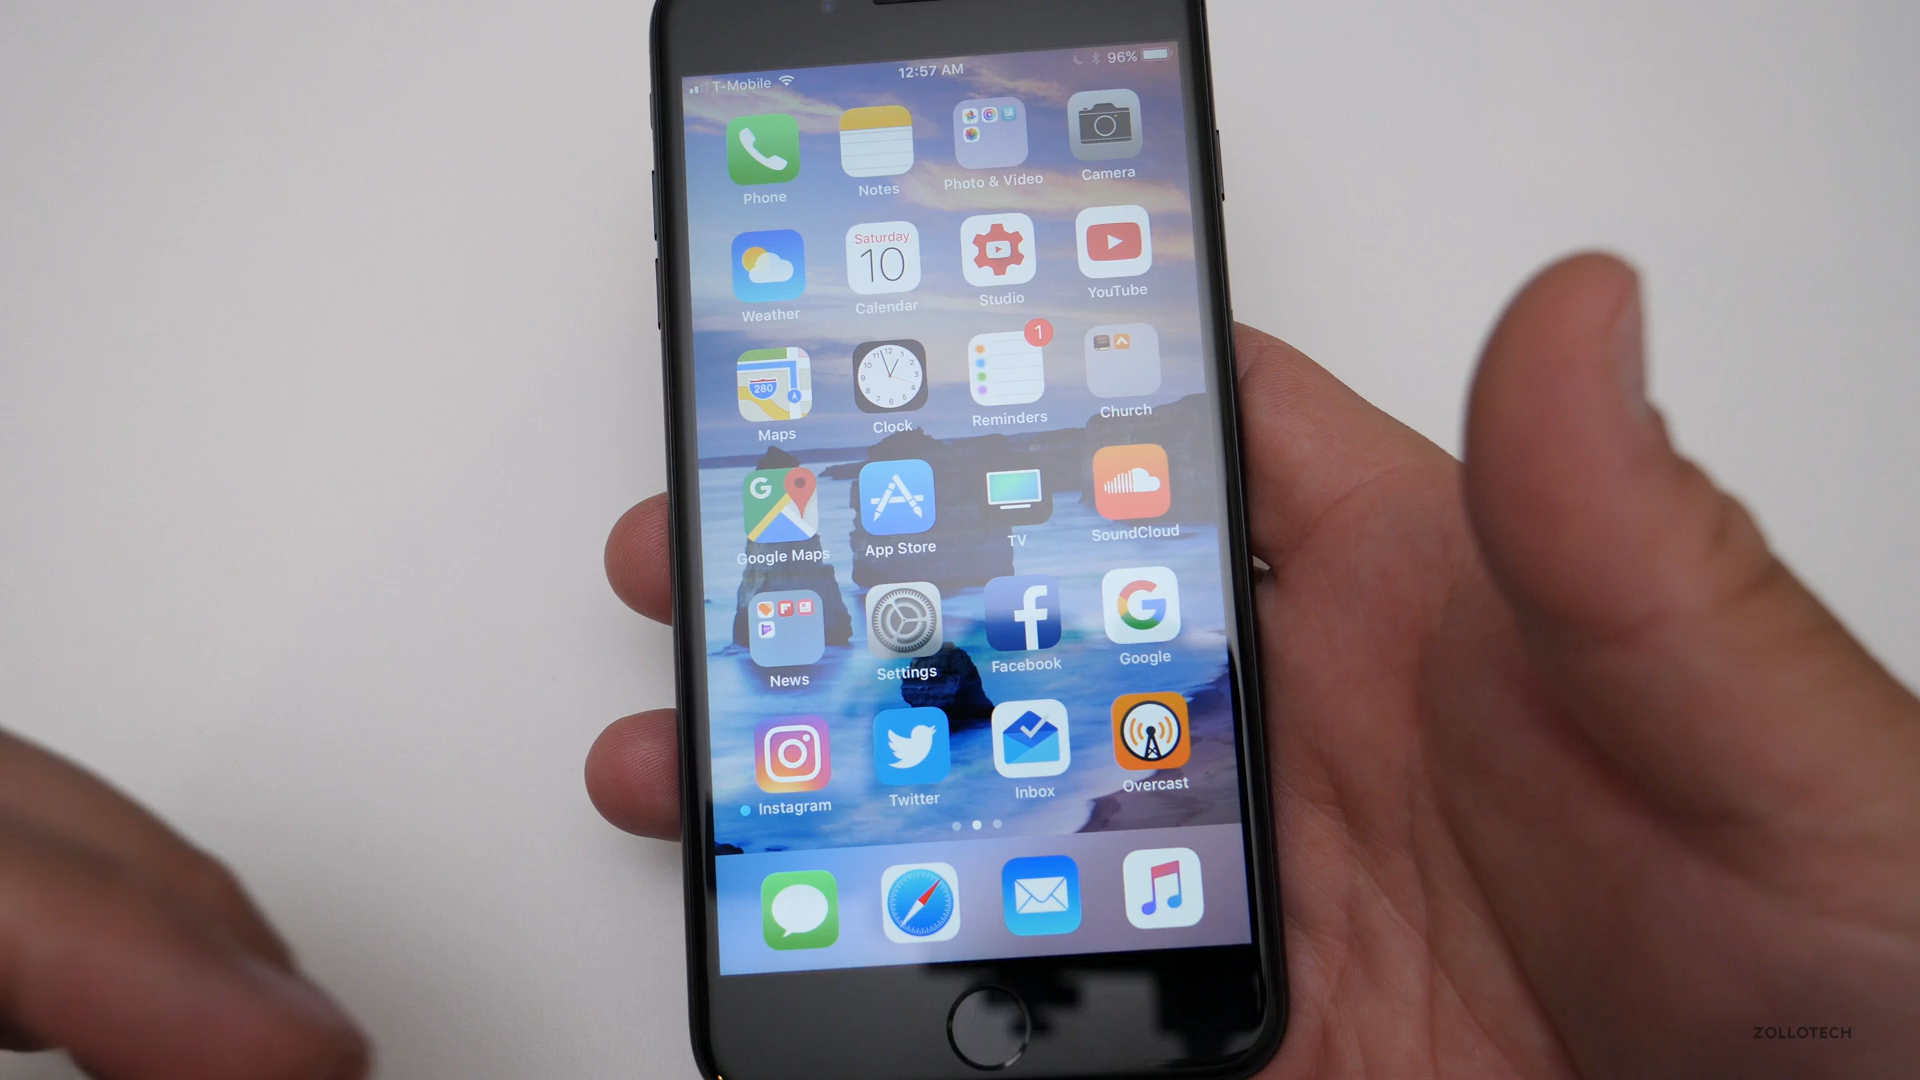 T-Mobile 12:57 AM 96%
Phone Notes Photo & Video Camera
Saturday
10
Weather Calendar Studio YouTube
280
1
Maps Clock Reminders Church
G
Google Maps App Store TV SoundCloud
f G
News Settings Facebook Google
Instagram Twitter Inbox Overcast
ZOLLOTECH